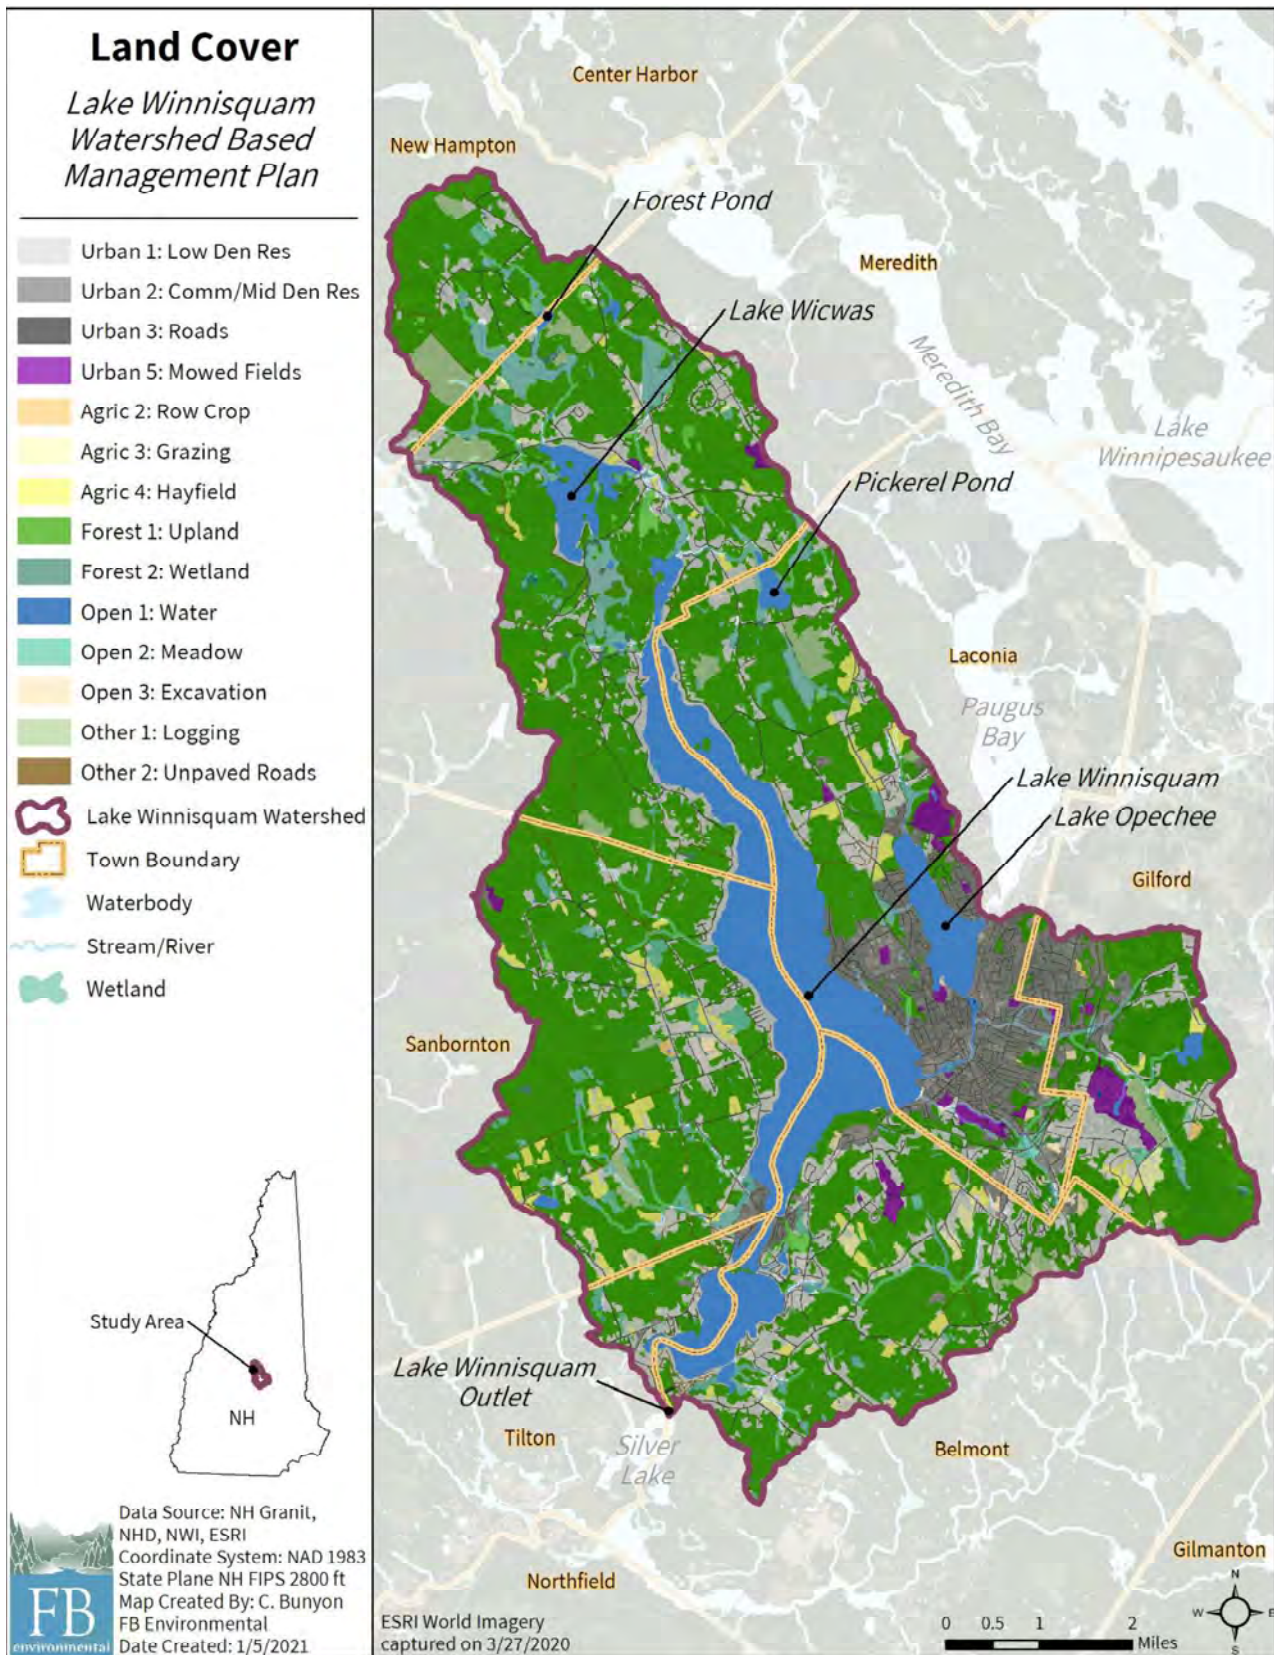 Land Cover
Lake Winnisquam
Watershed Based
Management Plan
Urban 1: Low Den Res
Urban 2: Comm/Mid Den Res
Urban 3: Roads
Urban 5: Mowed Fields
Agric 2: Row Crop
Agric 3: Grazing
Agric 4: Hayfield
Forest 1: Upland
Forest 2: Wetland
Open 1: Water
Open 2: Meadow
Open 3: Excavation
Other 1: Logging
Other 2: Unpaved Roads
Lake Winnisquam Watershed
Town Boundary
Waterbody
Stream/River
Wetland
Study Area
NH
FB
environmental
Data Source: NH Granit,
NHD, NWI, ESRI
Coordinate System: NAD 1983
State Plane NH FIPS 2800 ft
Map Created By: C. Bunyon
FB Environmental
Date Created: 1/5/2021
Center Harbor
New Hampton
Forest Pond
Meredith
Lake Wicwas
Meredith Bay
Lake
Winnipesaukee
Pickerel Pond
Laconia
Paugus
Bay
Lake Winnisquam
Lake Opechee
Gilford
Sanbornton
Lake Winnisquam
Outlet
Tilton
Silver
Lake
Belmont
Gilmanton
Northfield
ESRI World Imagery
captured on 3/27/2020
0 0.5 1 2
Miles
N
W E
S